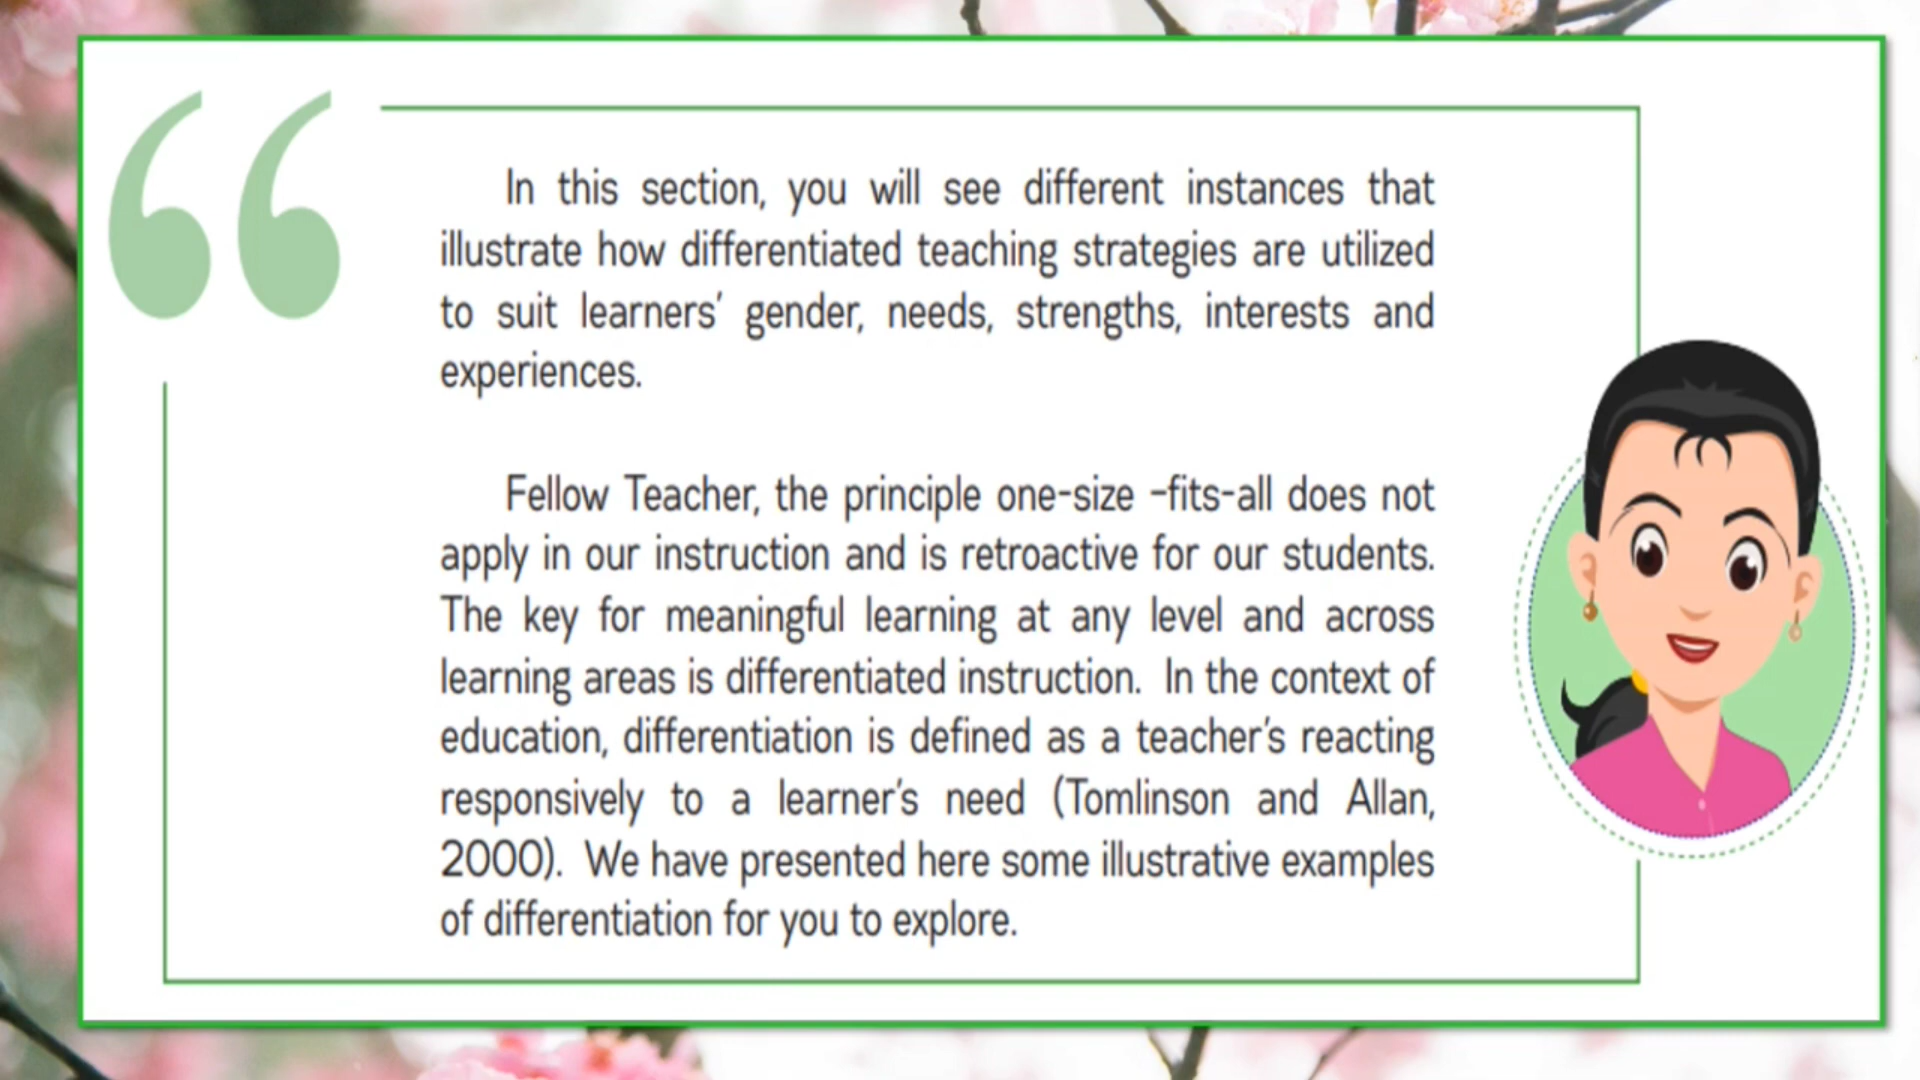 In this section, you will see different instances that
illustrate how differentiated teaching strategies are utilized
to suit learners’ gender, needs, strengths, interests and
experiences.
Fellow Teacher, the principle one-size –fits-all does not
apply in our instruction and is retroactive for our students.
The key for meaningful learning at any level and across
learning areas is differentiated instruction. In the context of
education, differentiation is defined as a teacher’s reacting
responsively to a learner’s need (Tomlinson and Allan,
2000). We have presented here some illustrative examples
of differentiation for you to explore.